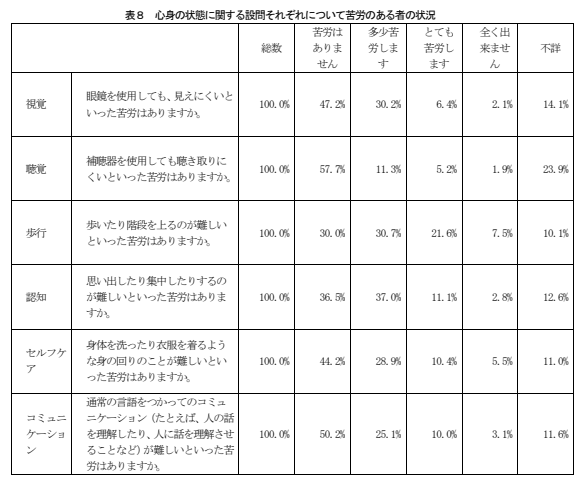 表８　心身の状態に関する設問それぞれについて苦労のある者の状況
総数
苦労は
ありま
せん
多少苦
労しま
す
とても
苦労し
ます
全く出
来ませ
ん
不詳
視覚
眼鏡を使用しても、見えにくいと
いった苦労はありますか。
100.0% 47.2% 30.2% 6.4% 2.1% 14.1%
聴覚
補聴器を使用しても聴き取りに
くいといった苦労はありますか。
100.0% 57.7% 11.3% 5.2% 1.9% 23.9%
歩行
歩いたり階段を上るのが難しい
といった苦労はありますか。
100.0% 30.0% 30.7% 21.6% 7.5% 10.1%
認知
思い出したり集中したりするの
が難しいといった苦労はありま
すか。
100.0% 36.5% 37.0% 11.1% 2.8% 12.6%
セルフケ
ア
身体を洗ったり衣服を着るよう
な身の回りのことが難しいとい
った苦労はありますか。
100.0% 44.2% 28.9% 10.4% 5.5% 11.0%
コミュニ
ケーショ
ン
通常の言語をつかってのコミュ
ニケーション（たとえば、人の話
を理解したり、人に話を理解させ
ることなど）が難しいといった苦
労はありますか。
100.0% 50.2% 25.1% 10.0% 3.1% 11.6%